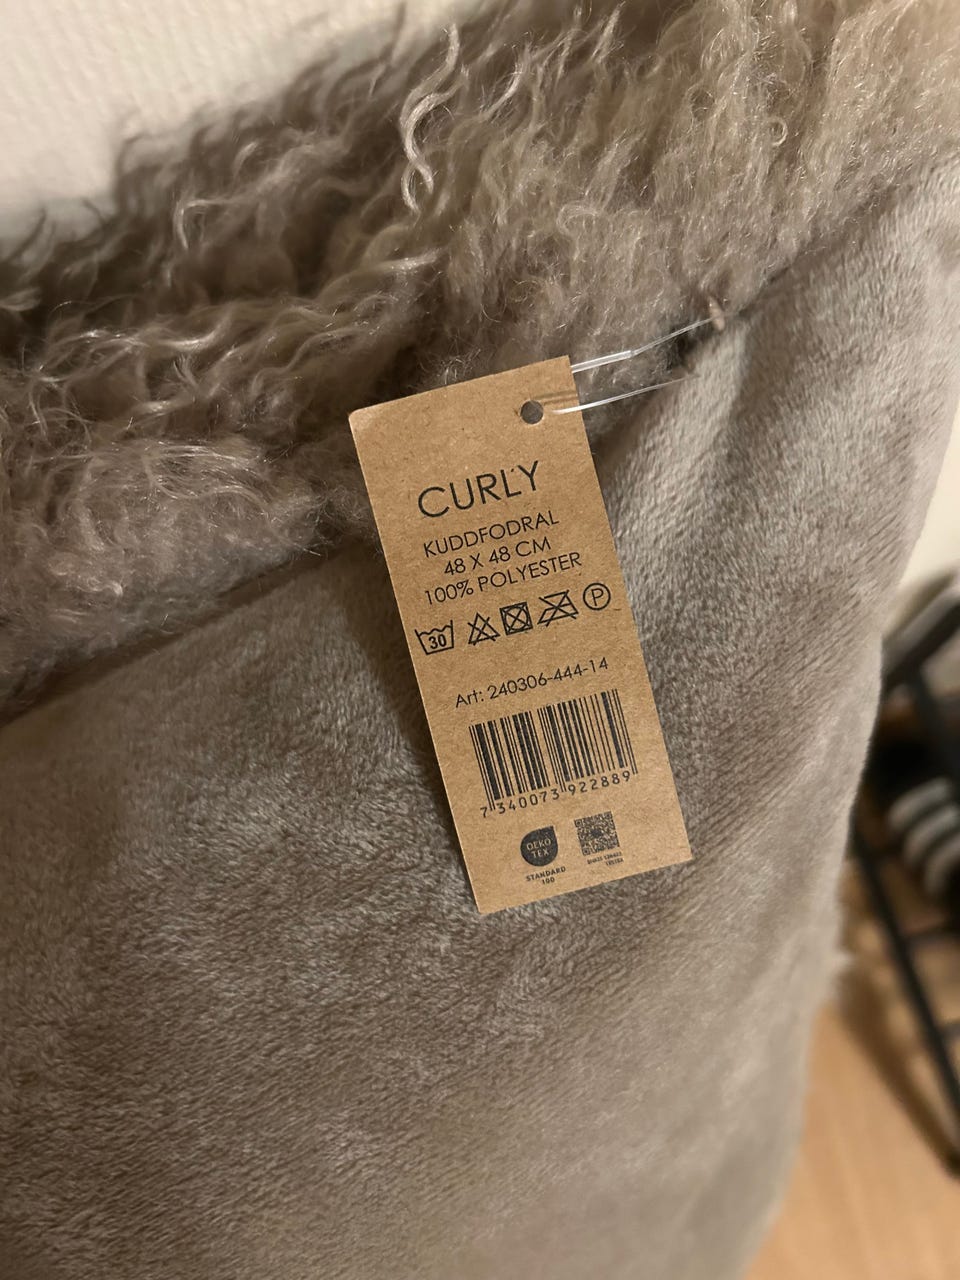 CURLY
KUDDFODRAL
48 X 48 CM
100% POLYESTER
30 P
Art: 240306-444-14
7 340073 922889
OEKO
TEX
STANDARD
100